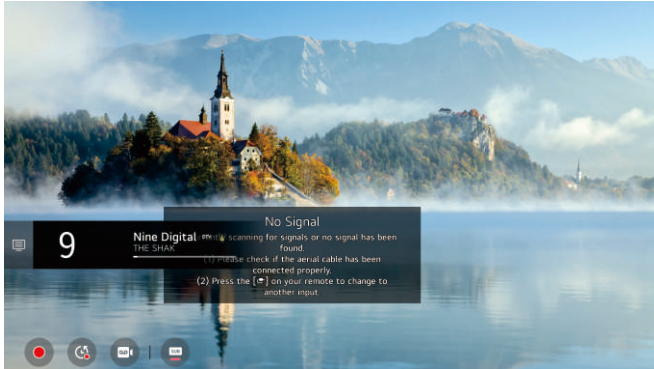 No Signal
9
Nine Digital DTV
THE SHAK
scanning for signals or no signal has been
found.
(1) Please check if the aerial cable has been
connected properly.
(2) Press the [ ] on your remote to change to
another input
SUB